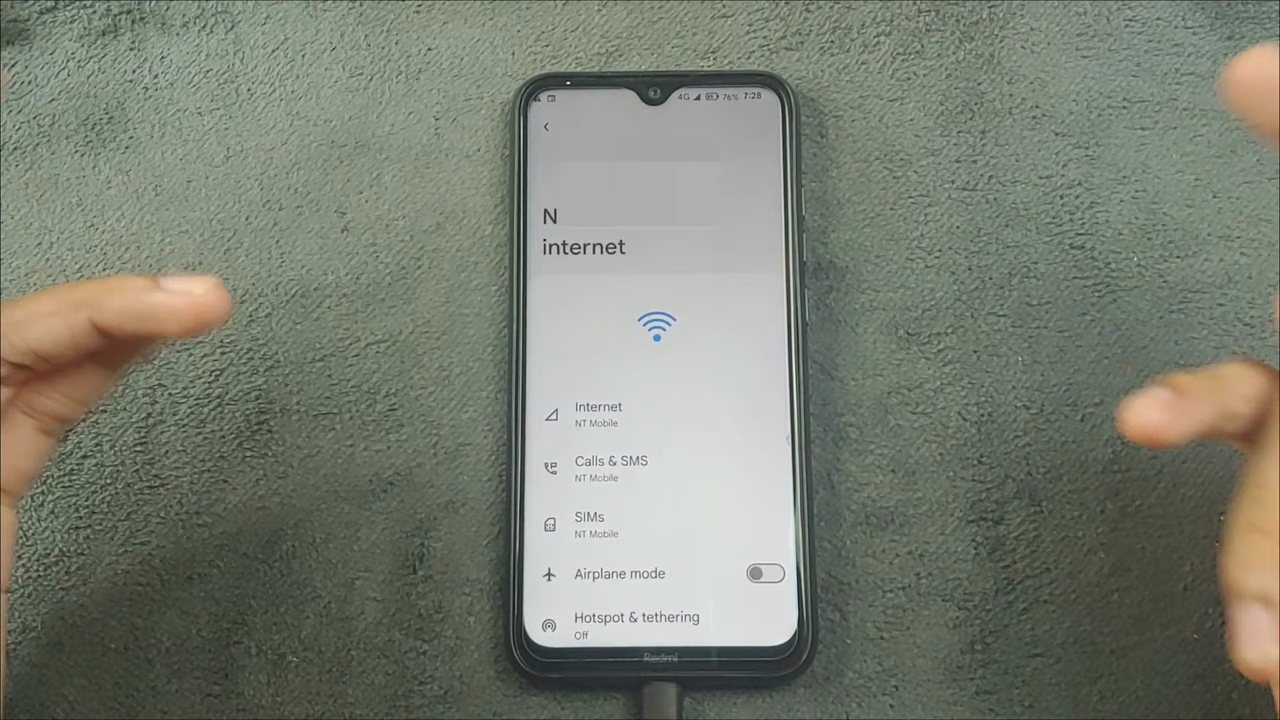 4G 76% 7:28
N
internet
Internet
NT Mobile
Calls & SMS
NT Mobile
SIMs
NT Mobile
Airplane mode
Hotspot & tethering
Off
Redmi